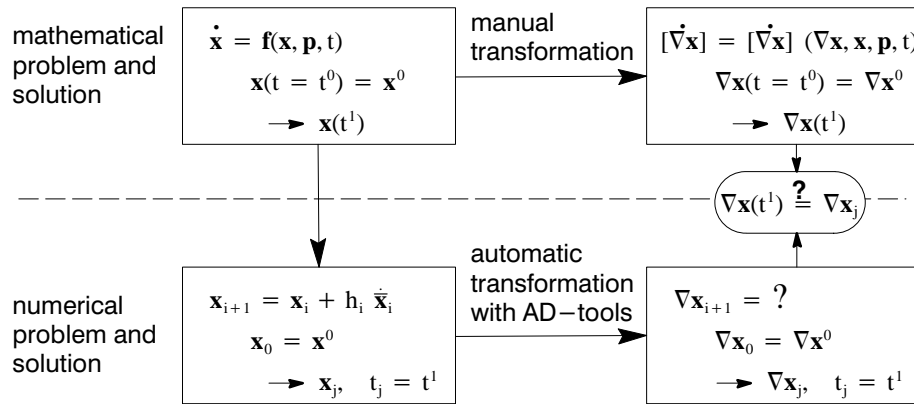 mathematical
problem and
solution
ẋ = f(x, p, t)
x(t = t⁰) = x⁰
→ x(t¹)
manual
transformation
[∇̇x] = [∇̇x] (∇x, x, p, t)
∇x(t = t⁰) = ∇x⁰
→ ∇x(t¹)
∇x(t¹) ≟ ∇xⱼ
numerical
problem and
solution
xᵢ₊₁ = xᵢ + hᵢ x̄̇ᵢ
x₀ = x⁰
→ xⱼ, tⱼ = t¹
automatic
transformation
with AD−tools
∇xᵢ₊₁ = ?
∇x₀ = ∇x⁰
→ ∇xⱼ, tⱼ = t¹